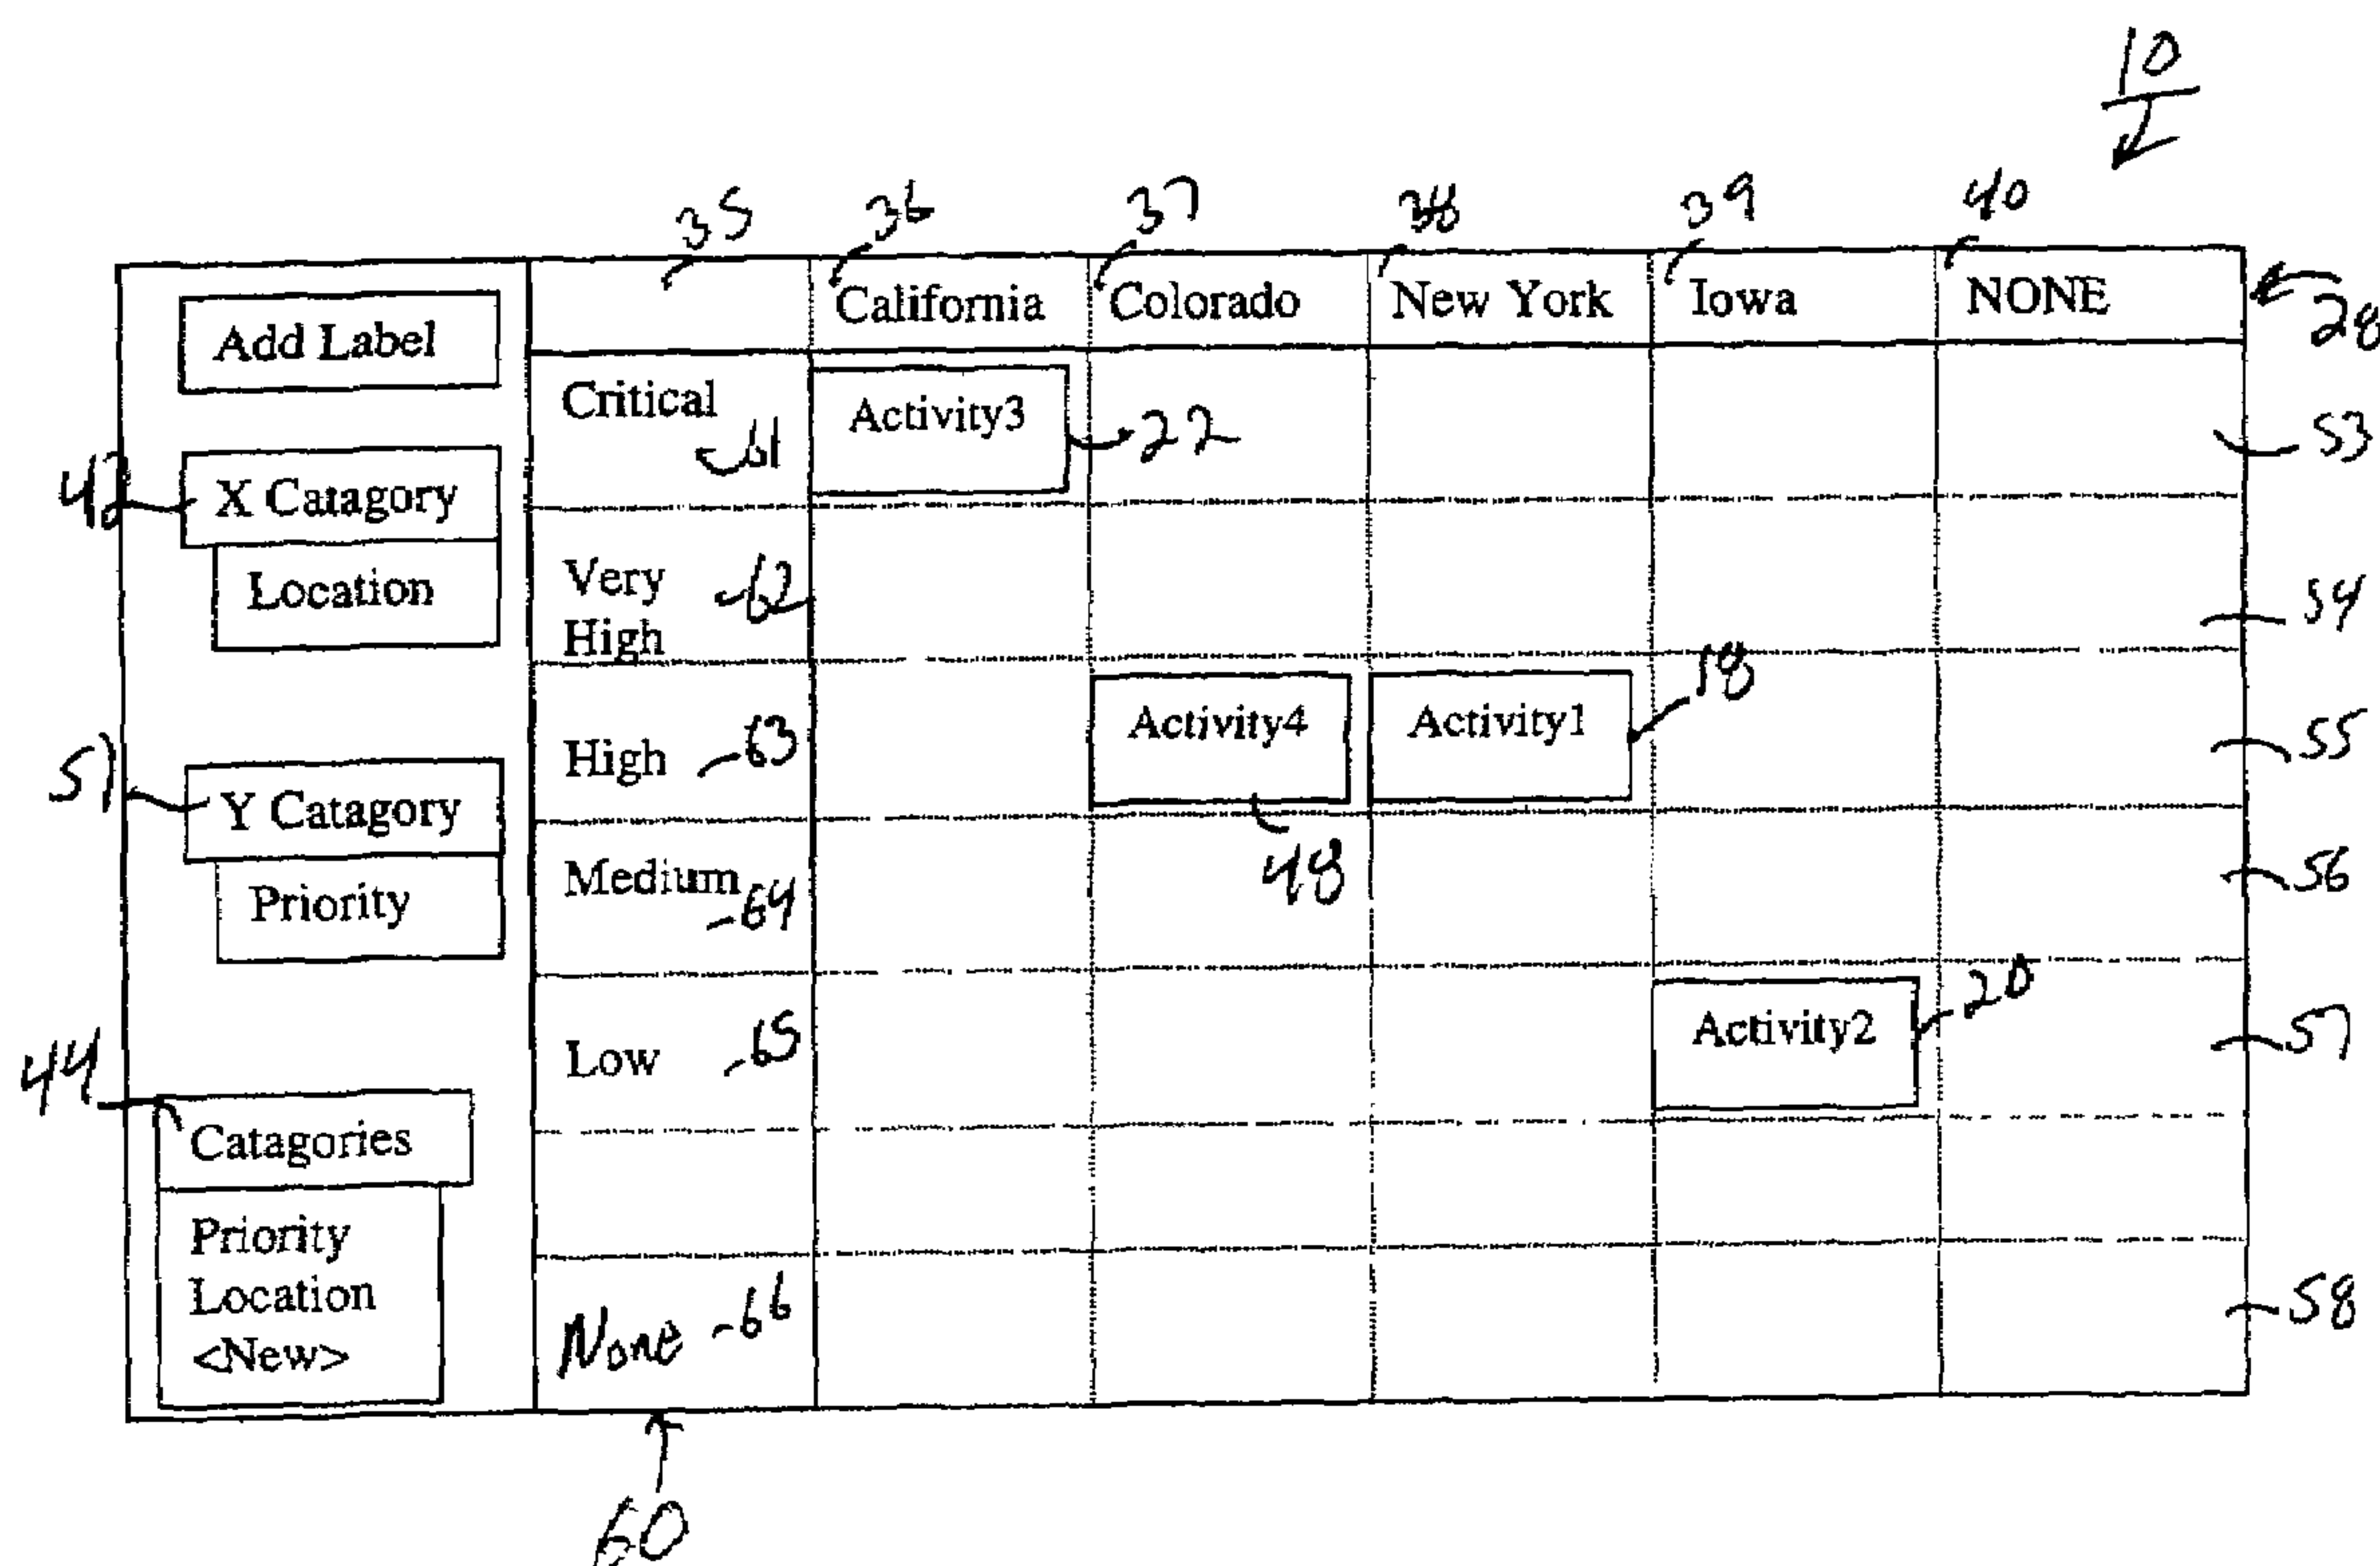 10
35 36 37 38 39 40
California Colorado New York Iowa NONE
28
Add Label
Critical 61
Activity3 22
53
42 X Catagory
Location
Very 62
High
54
Activity4 Activity1 18
High 63
48
55
Y Catagory
Priority
Medium 64
56
Low 65
Activity2 20
57
44
Catagories
Priority
Location
<New>
None 66
58
60